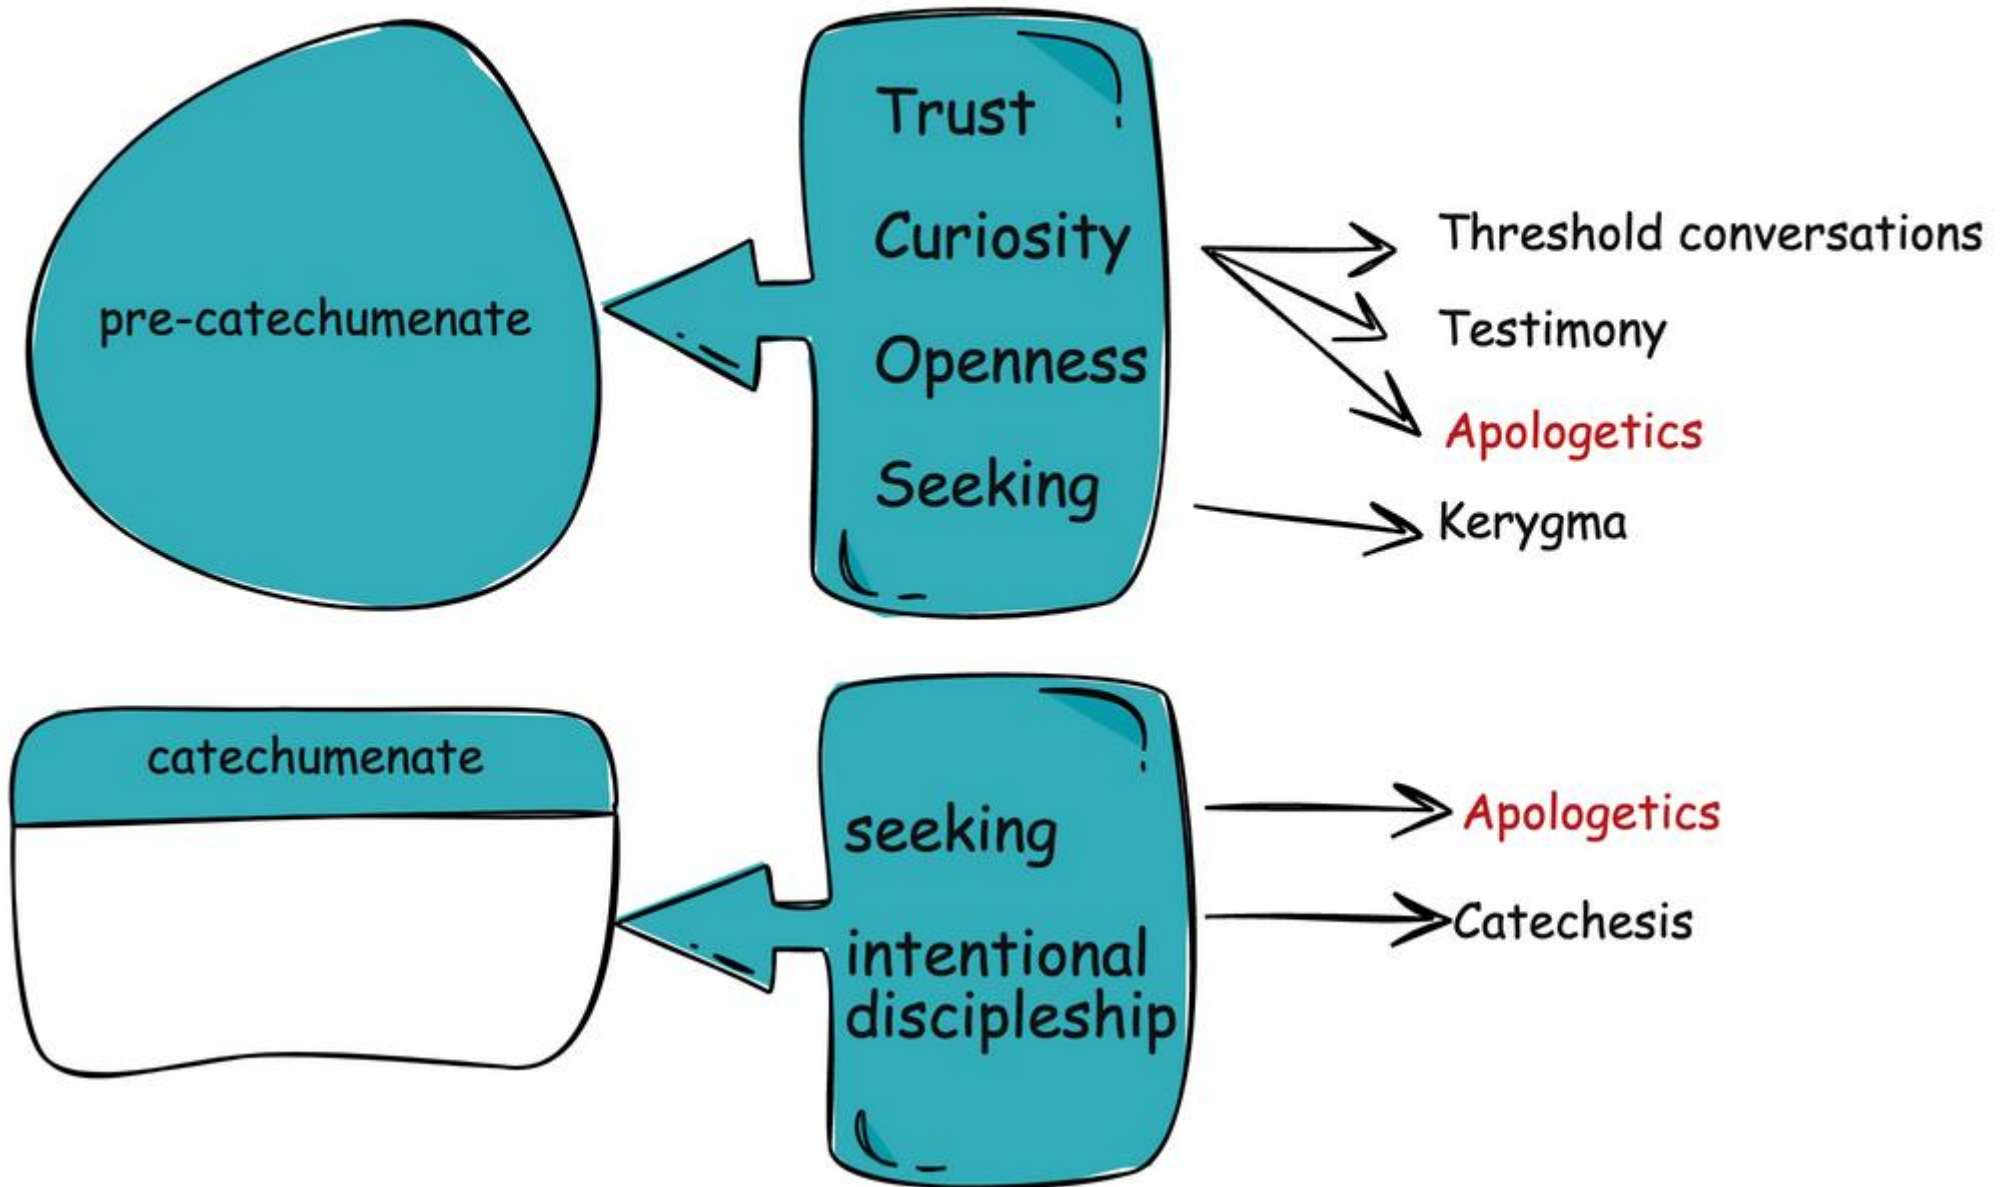 pre-catechumenate
Trust
Curiosity
Openness
Seeking
Threshold conversations
Testimony
Apologetics
Kerygma
catechumenate
seeking
intentional
discipleship
Apologetics
Catechesis